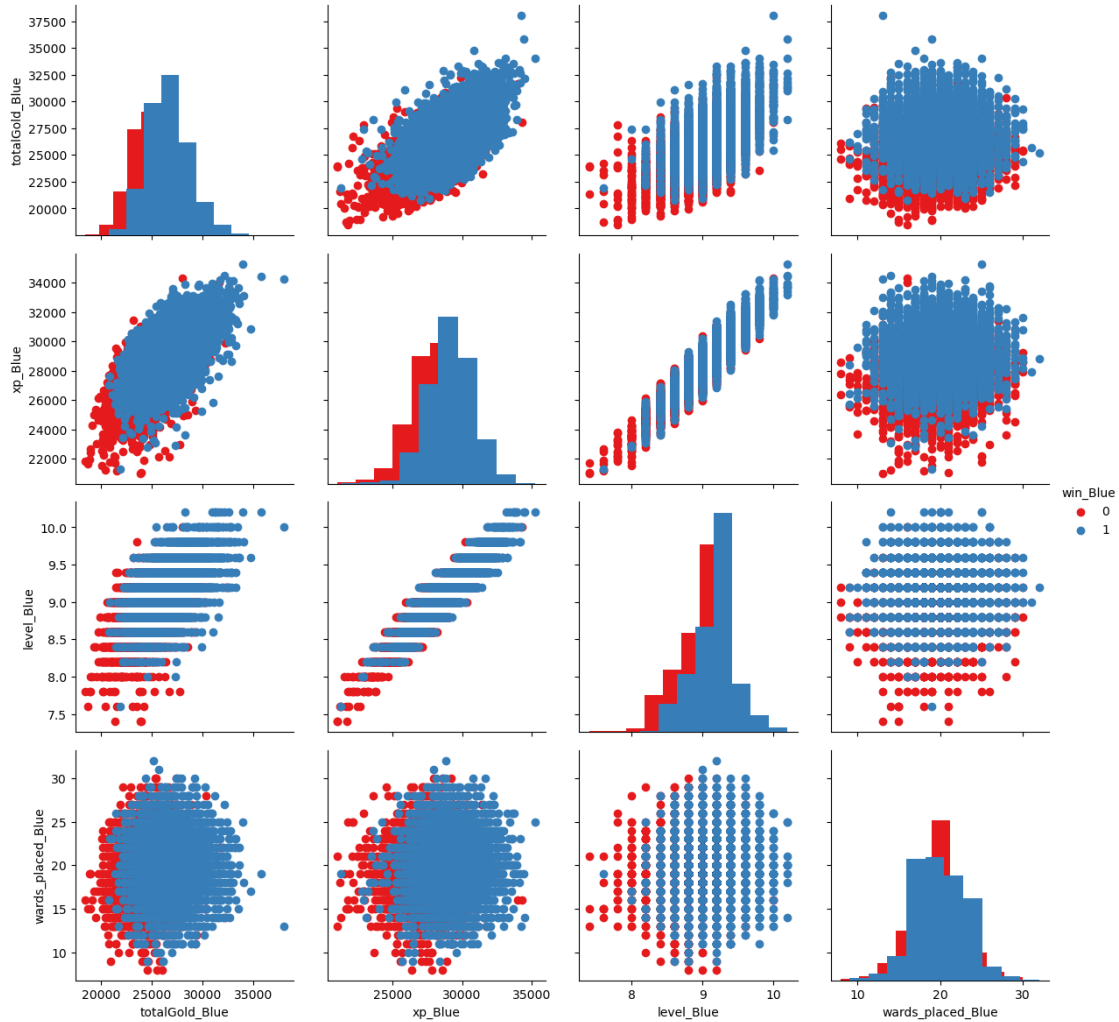 totalGold_Blue
37500
35000
32500
30000
27500
25000
22500
20000
xp_Blue
34000
32000
30000
28000
26000
24000
22000
level_Blue
10.0
9.5
9.0
8.5
8.0
7.5
wards_placed_Blue
30
25
20
15
10
win_Blue
0
1
20000 25000 30000 35000
25000 30000 35000
8 9 10
10 20 30
totalGold_Blue
xp_Blue
level_Blue
wards_placed_Blue